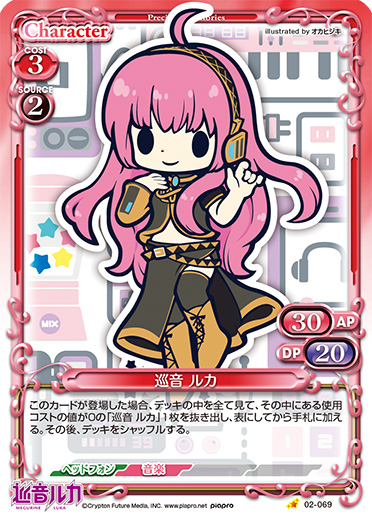 Character
Precious Memories
illustrated by オカヒジキ
COST
3
SOURCE
2
MIX
30 AP
DP 20
巡音 ルカ
このカードが登場した場合、デッキの中を全て見て、その中にある使用
コストの値が0の「巡音 ルカ」1枚を抜き出し、表にしてから手札に加え
る。その後、デッキをシャッフルする。
ヘッドフォン 音楽
巡音ルカ
MEGURINE LUKA
©Crypton Future Media, INC. www.piapro.net piapro
02-069